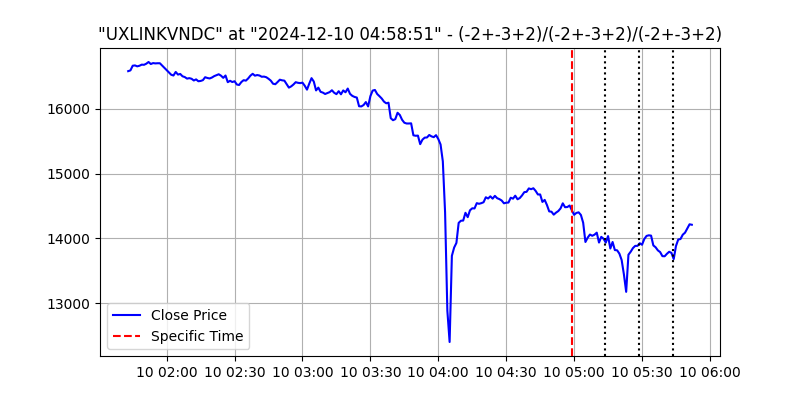 "UXLINKVNDC" at "2024-12-10 04:58:51" - (-2+-3+2)/(-2+-3+2)/(-2+-3+2)
16000
15000
14000
13000
Close Price
Specific Time
10 02:00 10 02:30 10 03:00 10 03:30 10 04:00 10 04:30 10 05:00 10 05:30 10 06:00